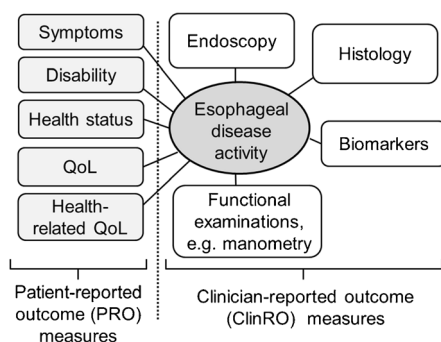 Symptoms
Disability
Health status
QoL
Health-
related QoL
Endoscopy
Histology
Esophageal
disease
activity
Biomarkers
Functional
examinations,
e.g. manometry
Patient-reported
outcome (PRO)
measures
Clinician-reported outcome
(ClinRO) measures